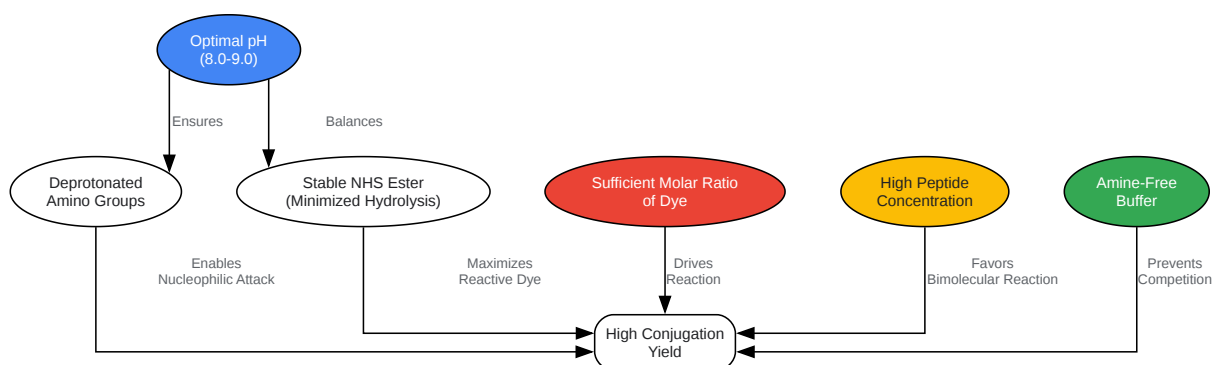 Optimal pH
(8.0-9.0)
Ensures
Balances
Deprotonated
Amino Groups
Stable NHS Ester
(Minimized Hydrolysis)
Sufficient Molar Ratio
of Dye
High Peptide
Concentration
Amine-Free
Buffer
Enables
Nucleophilic Attack
Maximizes
Reactive Dye
Drives
Reaction
Favors
Bimolecular Reaction
Prevents
Competition
High Conjugation
Yield